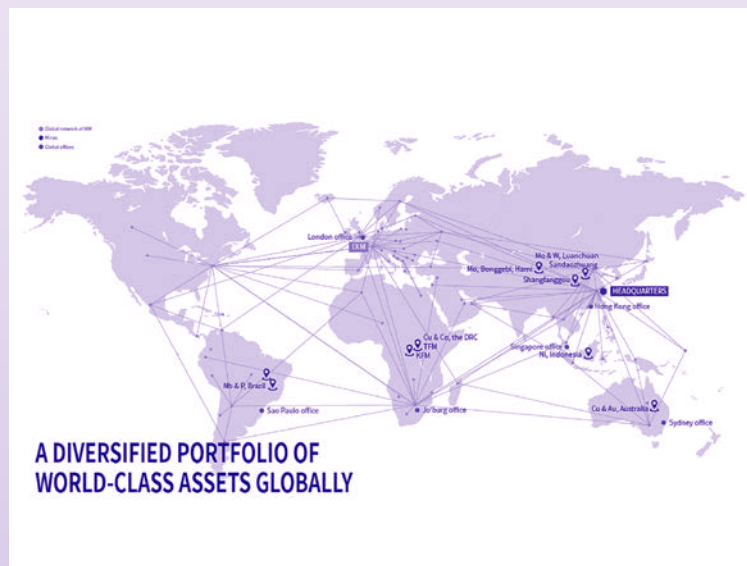 Global network of IXM
Mines
Global offices
London office
IXM
Mo & W, Luanchuan
Sandaozhuang
Mo, Donggebi, Hami
Shangfanggou
HEADQUARTERS
Hong Kong office
Cu & Co, the DRC
TFM
KFM
Singapore office
Ni, Indonesia
Nb & P, Brazil
Sao Paulo office
Jo'burg office
Cu & Au, Australia
Sydney office
A DIVERSIFIED PORTFOLIO OF
WORLD-CLASS ASSETS GLOBALLY